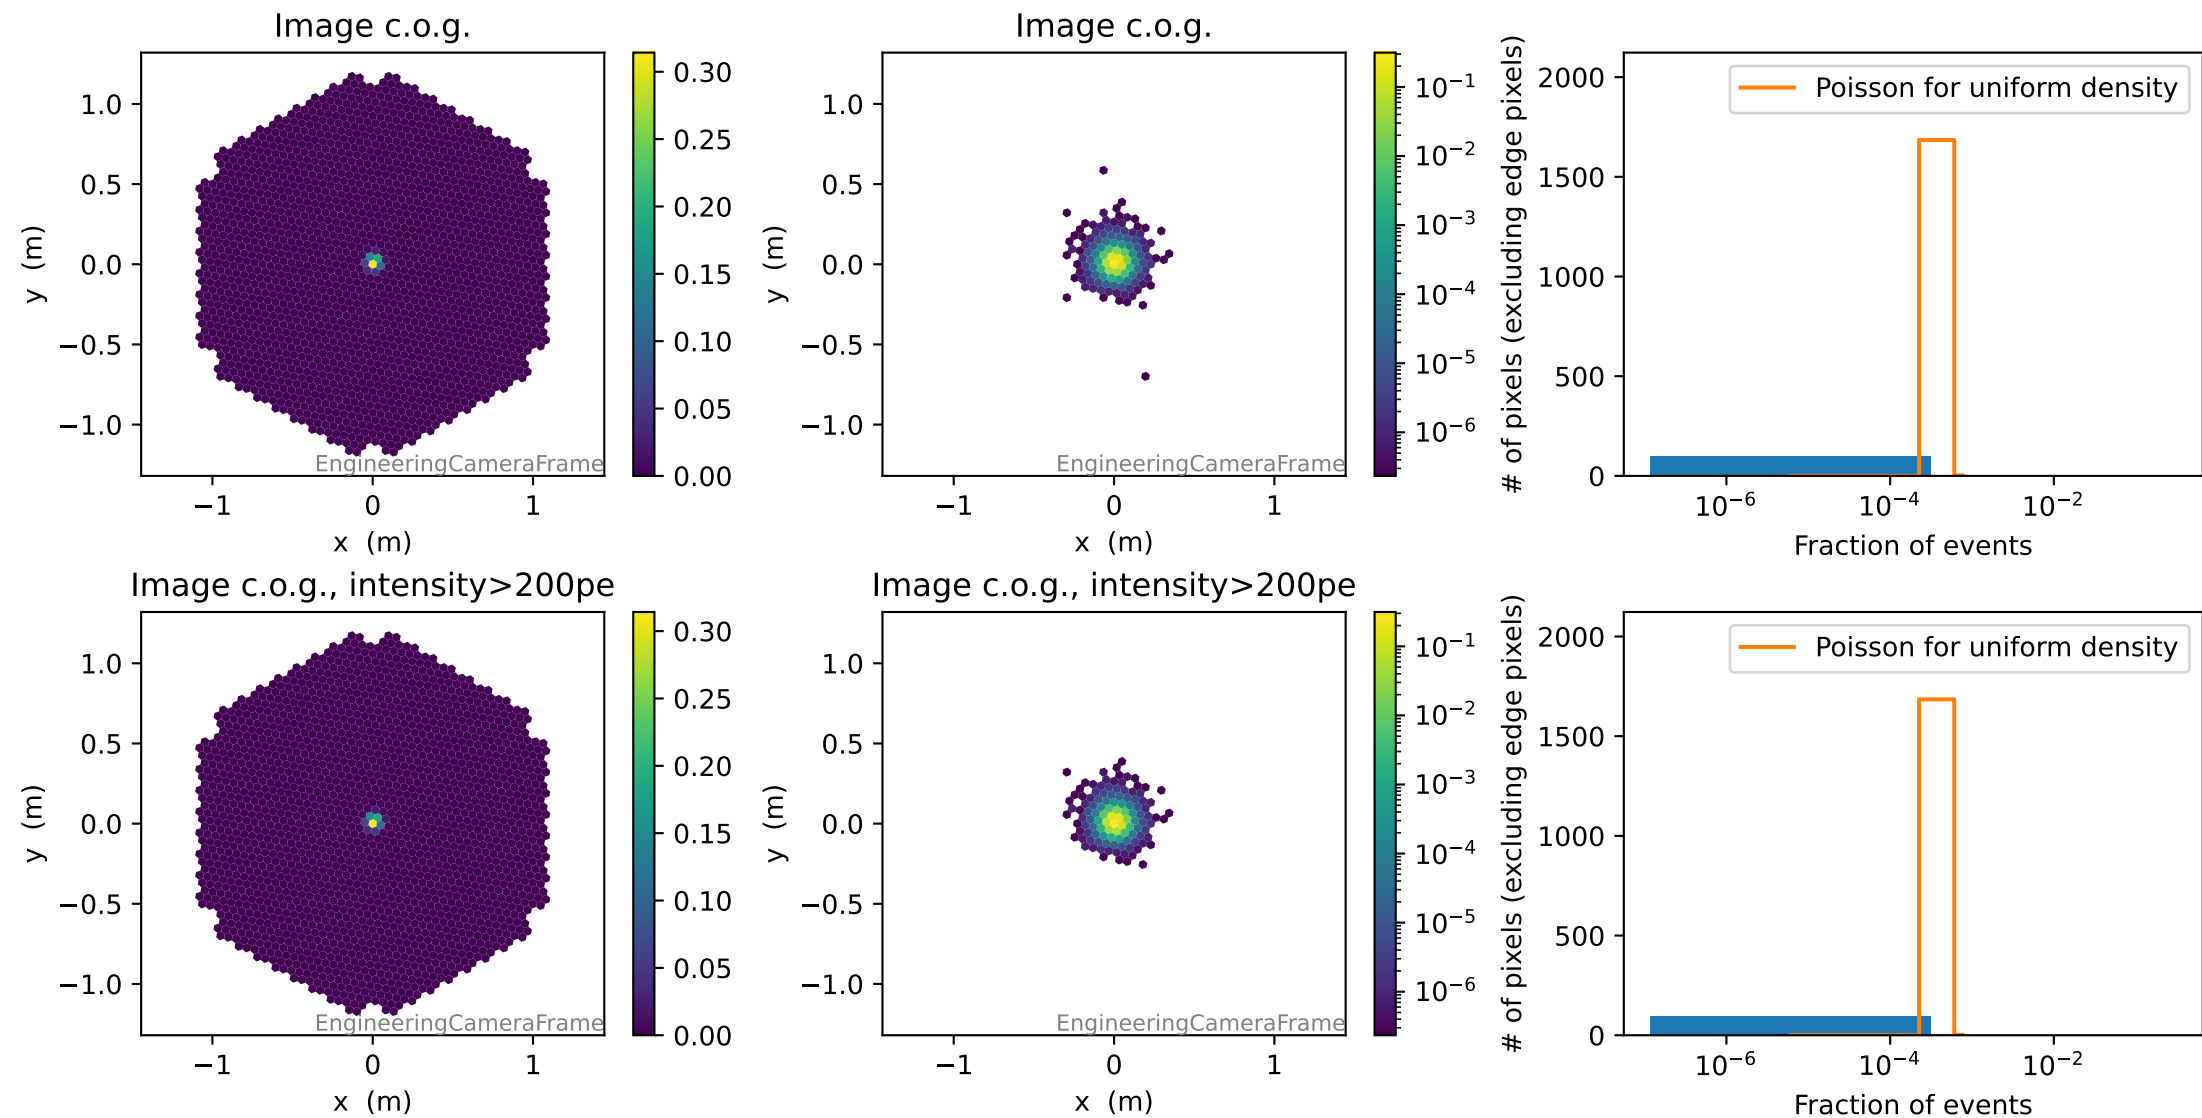 Image c.o.g.
1.0
0.5
0.0
−0.5
−1.0
y (m)
−1 0 1
x (m)
EngineeringCameraFrame
0.30
0.25
0.20
0.15
0.10
0.05
0.00
Image c.o.g.
1.0
0.5
0.0
−0.5
−1.0
y (m)
−1 0 1
x (m)
EngineeringCameraFrame
10⁻¹
10⁻²
10⁻³
10⁻⁴
10⁻⁵
10⁻⁶
# of pixels (excluding edge pixels)
2000
1500
1000
500
0
Poisson for uniform density
10⁻⁶ 10⁻⁴ 10⁻²
Fraction of events
Image c.o.g., intensity>200pe
1.0
0.5
0.0
−0.5
−1.0
y (m)
−1 0 1
x (m)
EngineeringCameraFrame
0.30
0.25
0.20
0.15
0.10
0.05
0.00
Image c.o.g., intensity>200pe
1.0
0.5
0.0
−0.5
−1.0
y (m)
−1 0 1
x (m)
EngineeringCameraFrame
10⁻¹
10⁻²
10⁻³
10⁻⁴
10⁻⁵
10⁻⁶
# of pixels (excluding edge pixels)
2000
1500
1000
500
0
Poisson for uniform density
10⁻⁶ 10⁻⁴ 10⁻²
Fraction of events